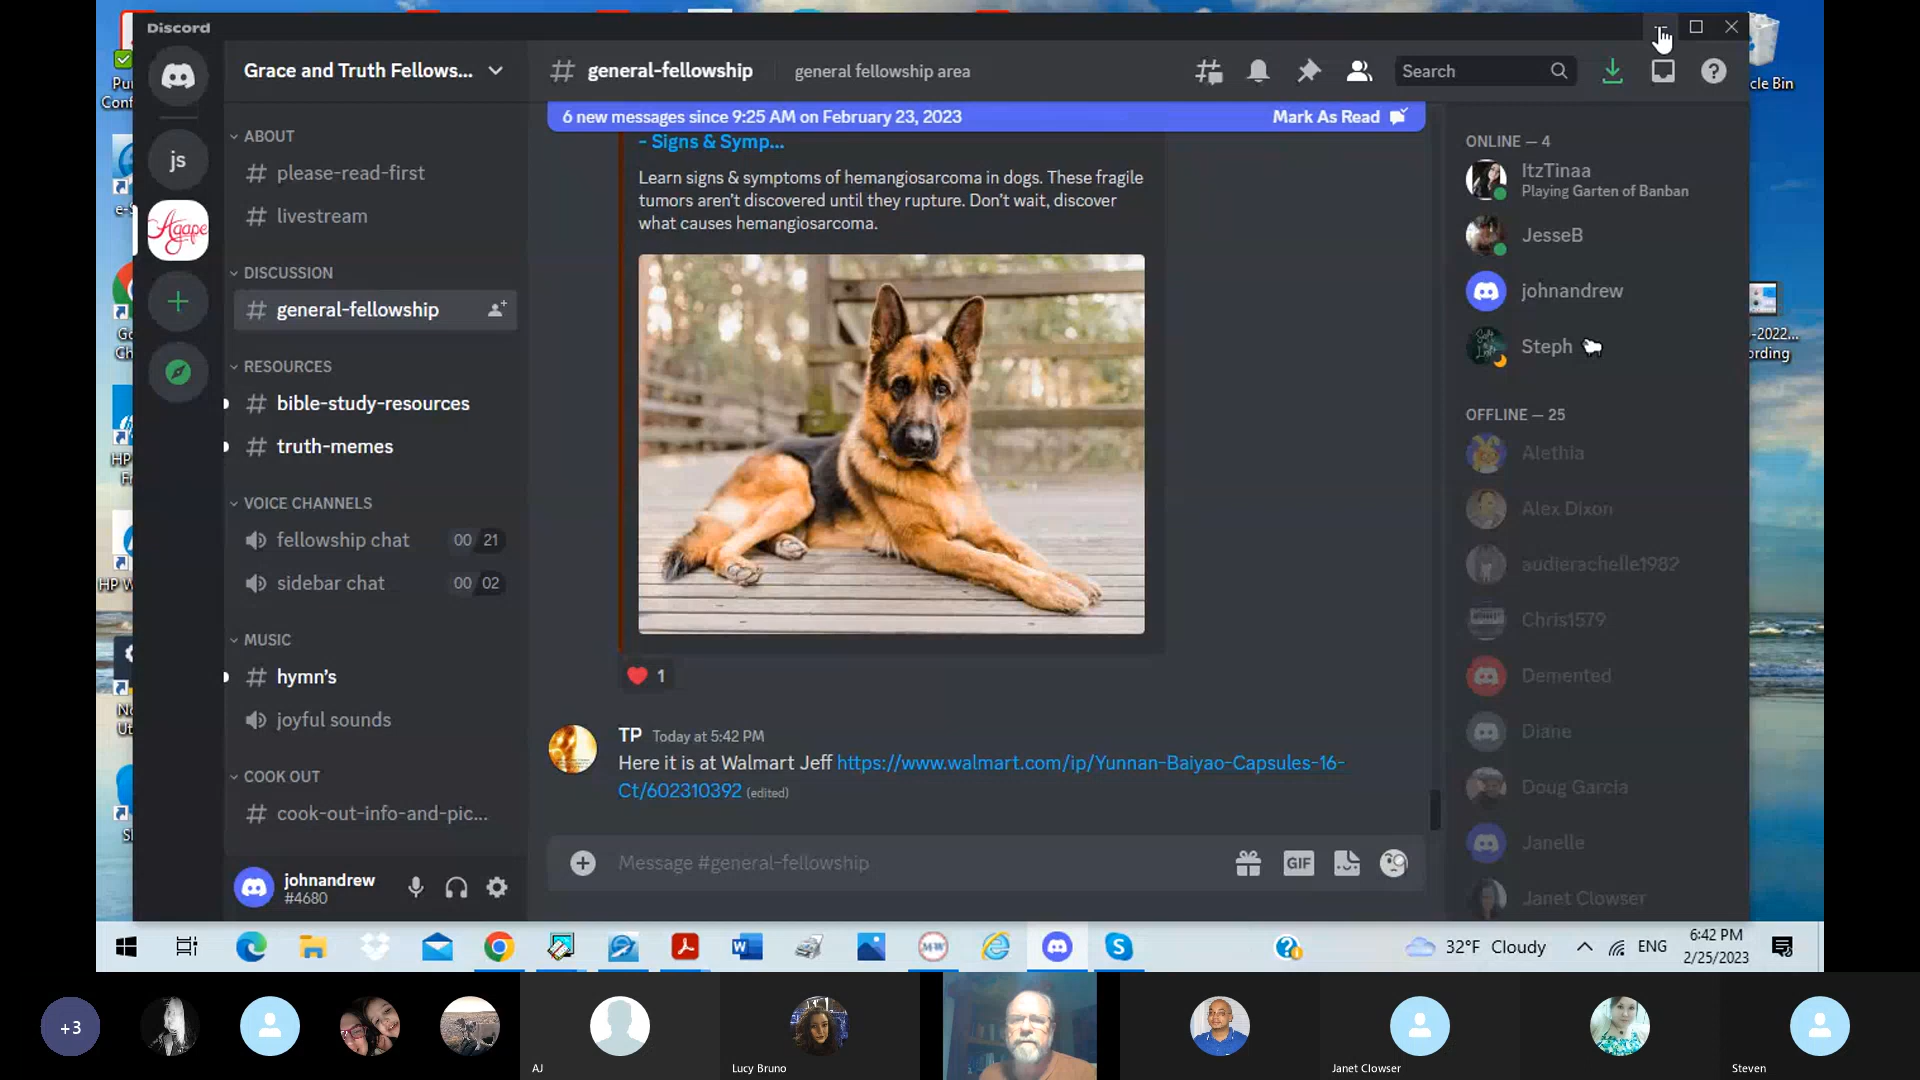 Discord
Grace and Truth Fellows...
general-fellowship
general fellowship area
Search
cle Bin
6 new messages since 9:25 AM on February 23, 2023
Mark As Read
ABOUT
please-read-first
livestream
js
Agape
DISCUSSION
general-fellowship
RESOURCES
bible-study-resources
truth-memes
VOICE CHANNELS
fellowship chat 00 21
sidebar chat 00 02
MUSIC
hymn's
joyful sounds
COOK OUT
cook-out-info-and-pic...
johnandrew
#4680
- Signs & Symp...
Learn signs & symptoms of hemangiosarcoma in dogs. These fragile
tumors aren't discovered until they rupture. Don't wait, discover
what causes hemangiosarcoma.
1
TP Today at 5:42 PM
Here it is at Walmart Jeff https://www.walmart.com/ip/Yunnan-Baiyao-Capsules-16-
Ct/602310392 (edited)
Message #general-fellowship
GIF
ONLINE — 4
ItzTinaa
Playing Garten of Banban
JesseB
johnandrew
Steph
OFFLINE — 25
Alethia
Alex Dixon
audierachelle1982
Chris1579
Demented
Diane
Doug Garcia
Janelle
Janet Clowser
-2022...
ording
32°F Cloudy
ENG
6:42 PM
2/25/2023
+3
AJ
Lucy Bruno
Janet Clowser
Steven